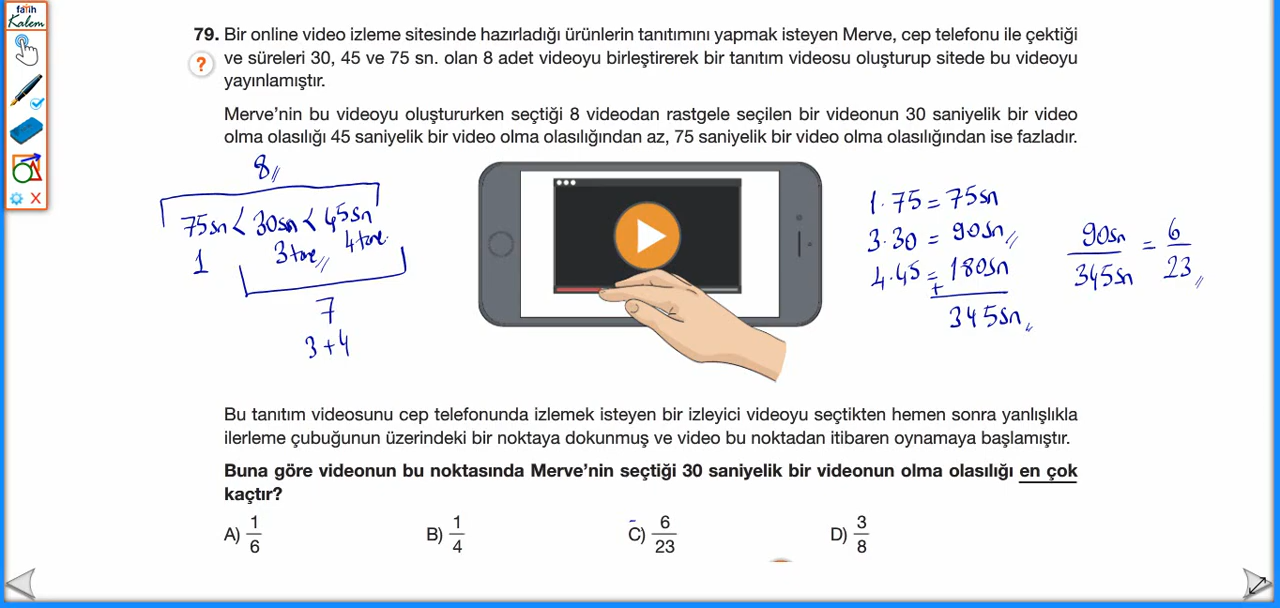 fatih
Kalem
79. Bir online video izleme sitesinde hazırladığı ürünlerin tanıtımını yapmak isteyen Merve, cep telefonu ile çektiği
? ve süreleri 30, 45 ve 75 sn. olan 8 adet videoyu birleştirerek bir tanıtım videosu oluşturup sitede bu videoyu
yayınlamıştır.
Merve’nin bu videoyu oluştururken seçtiği 8 videodan rastgele seçilen bir videonun 30 saniyelik bir video
olma olasılığı 45 saniyelik bir video olma olasılığından az, 75 saniyelik bir video olma olasılığından ise fazladır.
8
75sn < 30sn < 45sn
1 3 tane 4 tane
7
3+4
1.75 = 75sn
3.30 = 90sn
4.45 = 180sn
+
345sn
90sn/345sn = 6/23
Bu tanıtım videosunu cep telefonunda izlemek isteyen bir izleyici videoyu seçtikten hemen sonra yanlışlıkla
ilerleme çubuğunun üzerindeki bir noktaya dokunmuş ve video bu noktadan itibaren oynamaya başlamıştır.
Buna göre videonun bu noktasında Merve’nin seçtiği 30 saniyelik bir videonun olma olasılığı en çok
kaçtır?
A) 1/6 B) 1/4 C) 6/23 D) 3/8